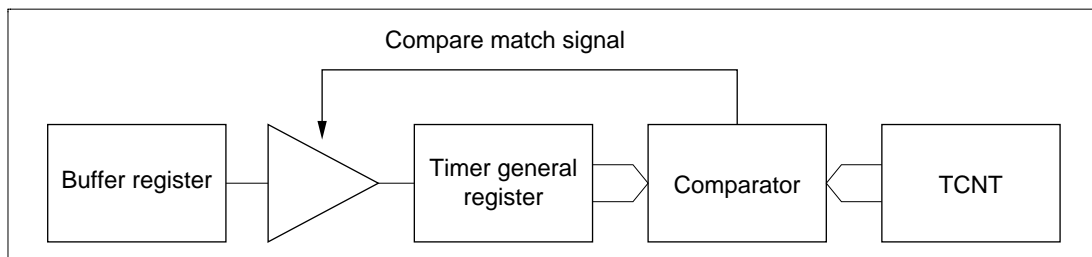 Compare match signal
Buffer register
Timer general
register
Comparator
TCNT